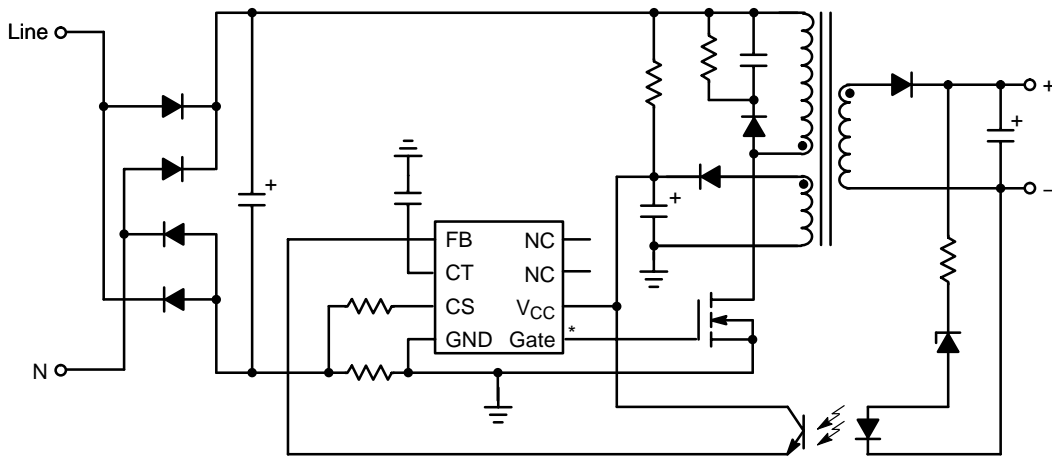 Line
+
+
+
–
+
FB
NC
CT
NC
CS
VCC
GND
Gate
*
N